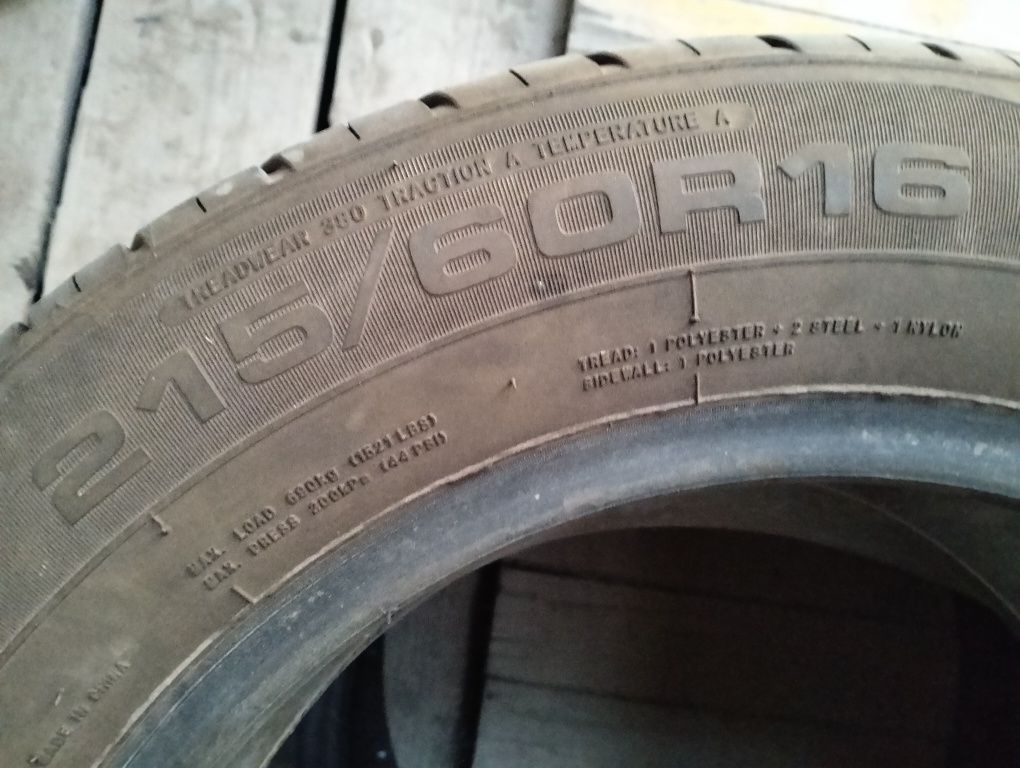 TREADWEAR 380 TRACTION A TEMPERATURE A
215/60R16
TREAD: 1 POLYESTER + 2 STEEL + 1 NYLON
SIDEWALL: 1 POLYESTER
MAX. LOAD 690KG (1521 LBS)
MAX. PRESS 300KPa (44 PSI)
MADE IN CHINA